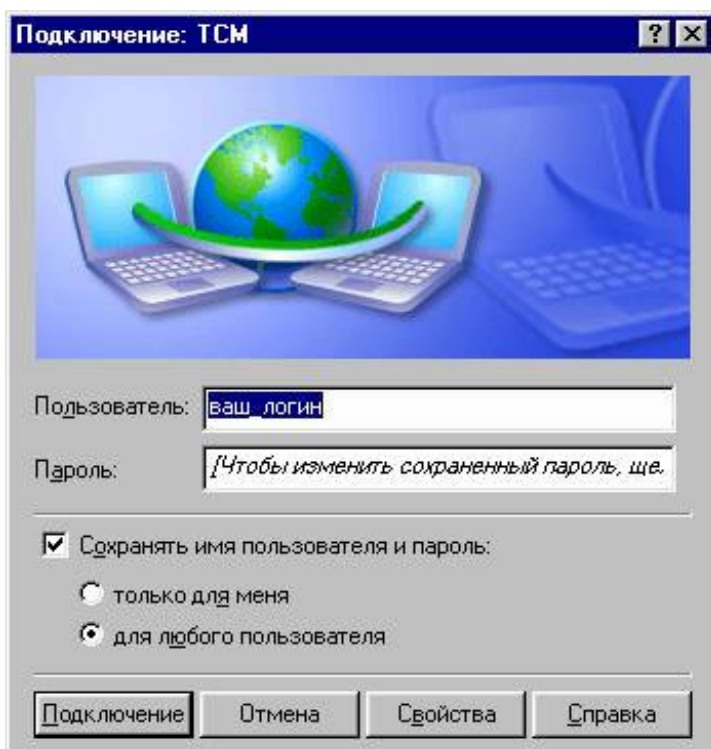 Подключение: ТСМ
Пользователь: ваш_логин
Пароль: [Чтобы изменить сохраненный пароль, ще.
Сохранять имя пользователя и пароль:
только для меня
для любого пользователя
Подключение Отмена Свойства Справка